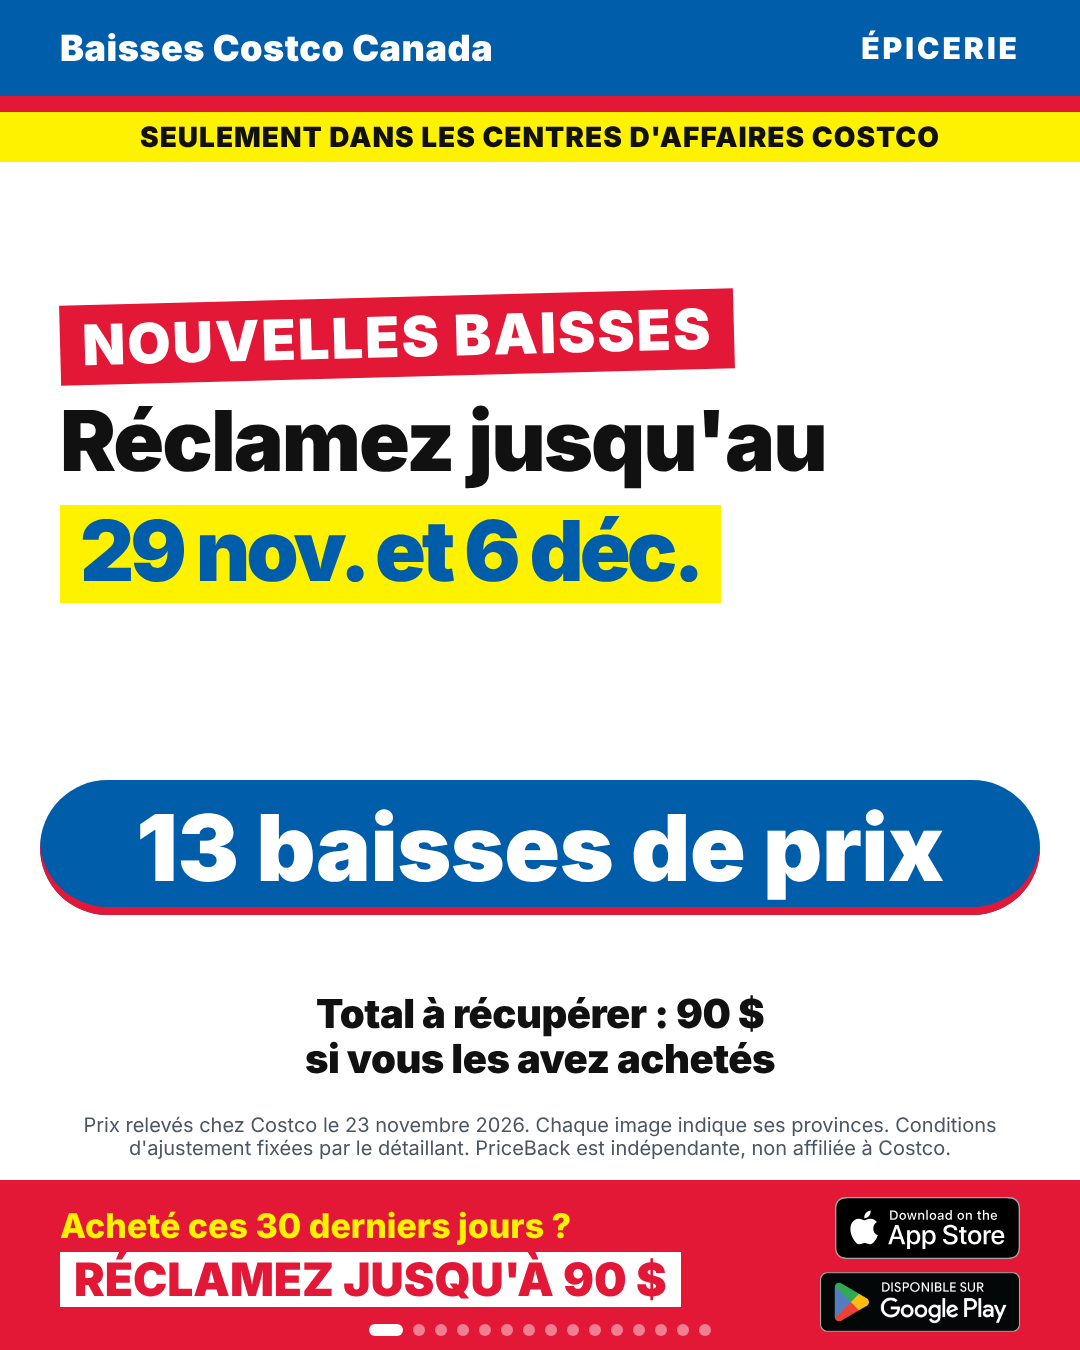 Baisses Costco Canada
ÉPICERIE
SEULEMENT DANS LES CENTRES D'AFFAIRES COSTCO
NOUVELLES BAISSES
Réclamez jusqu'au
29 nov. et 6 déc.
13 baisses de prix
Total à récupérer : 90 $
si vous les avez achetés
Prix relevés chez Costco le 23 novembre 2026. Chaque image indique ses provinces. Conditions
d'ajustement fixées par le détaillant. PriceBack est indépendante, non affiliée à Costco.
Acheté ces 30 derniers jours ?
RÉCLAMEZ JUSQU'À 90 $
Download on the
App Store
DISPONIBLE SUR
Google Play